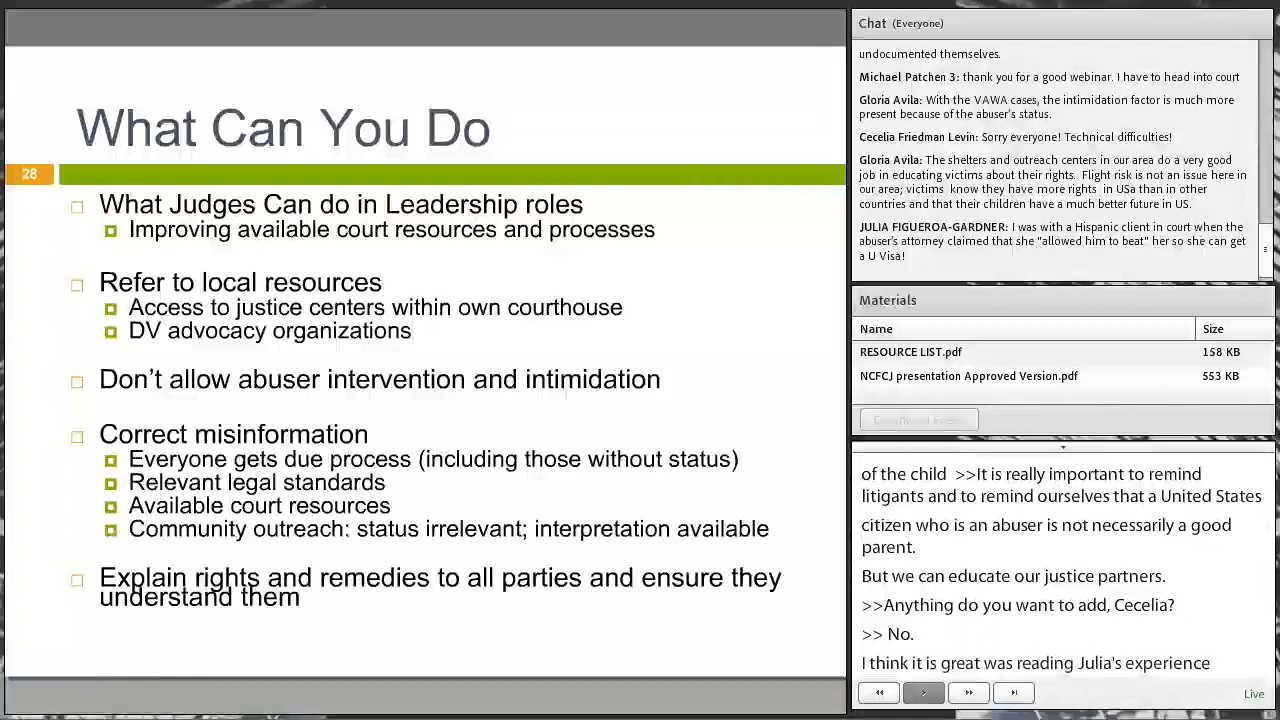 What Can You Do
28
What Judges Can do in Leadership roles
Improving available court resources and processes
Refer to local resources
Access to justice centers within own courthouse
DV advocacy organizations
Don't allow abuser intervention and intimidation
Correct misinformation
Everyone gets due process (including those without status)
Relevant legal standards
Available court resources
Community outreach: status irrelevant; interpretation available
Explain rights and remedies to all parties and ensure they
understand them
Chat (Everyone)
undocumented themselves.
Michael Patchen 3: thank you for a good webinar. I have to head into court
Gloria Avila: With the VAWA cases, the intimidation factor is much more
present because of the abuser's status.
Cecelia Friedman Levin: Sorry everyone! Technical difficulties!
Gloria Avila: The shelters and outreach centers in our area do a very good
job in educating victims about their rights. Flight risk is not an issue here in
our area; victims know they have more rights in USa than in other
countries and that their children have a much better future in US.
JULIA FIGUEROA-GARDNER: I was with a Hispanic client in court when the
abuser's attorney claimed that she "allowed him to beat" her so she can get
a U Visa!
Materials
Name Size
RESOURCE LIST.pdf 158 KB
NCFCJ presentation Approved Version.pdf 553 KB
of the child >>It is really important to remind
litigants and to remind ourselves that a United States
citizen who is an abuser is not necessarily a good
parent.
But we can educate our justice partners.
>>Anything do you want to add, Cecelia?
>> No.
I think it is great was reading Julia's experience
Live